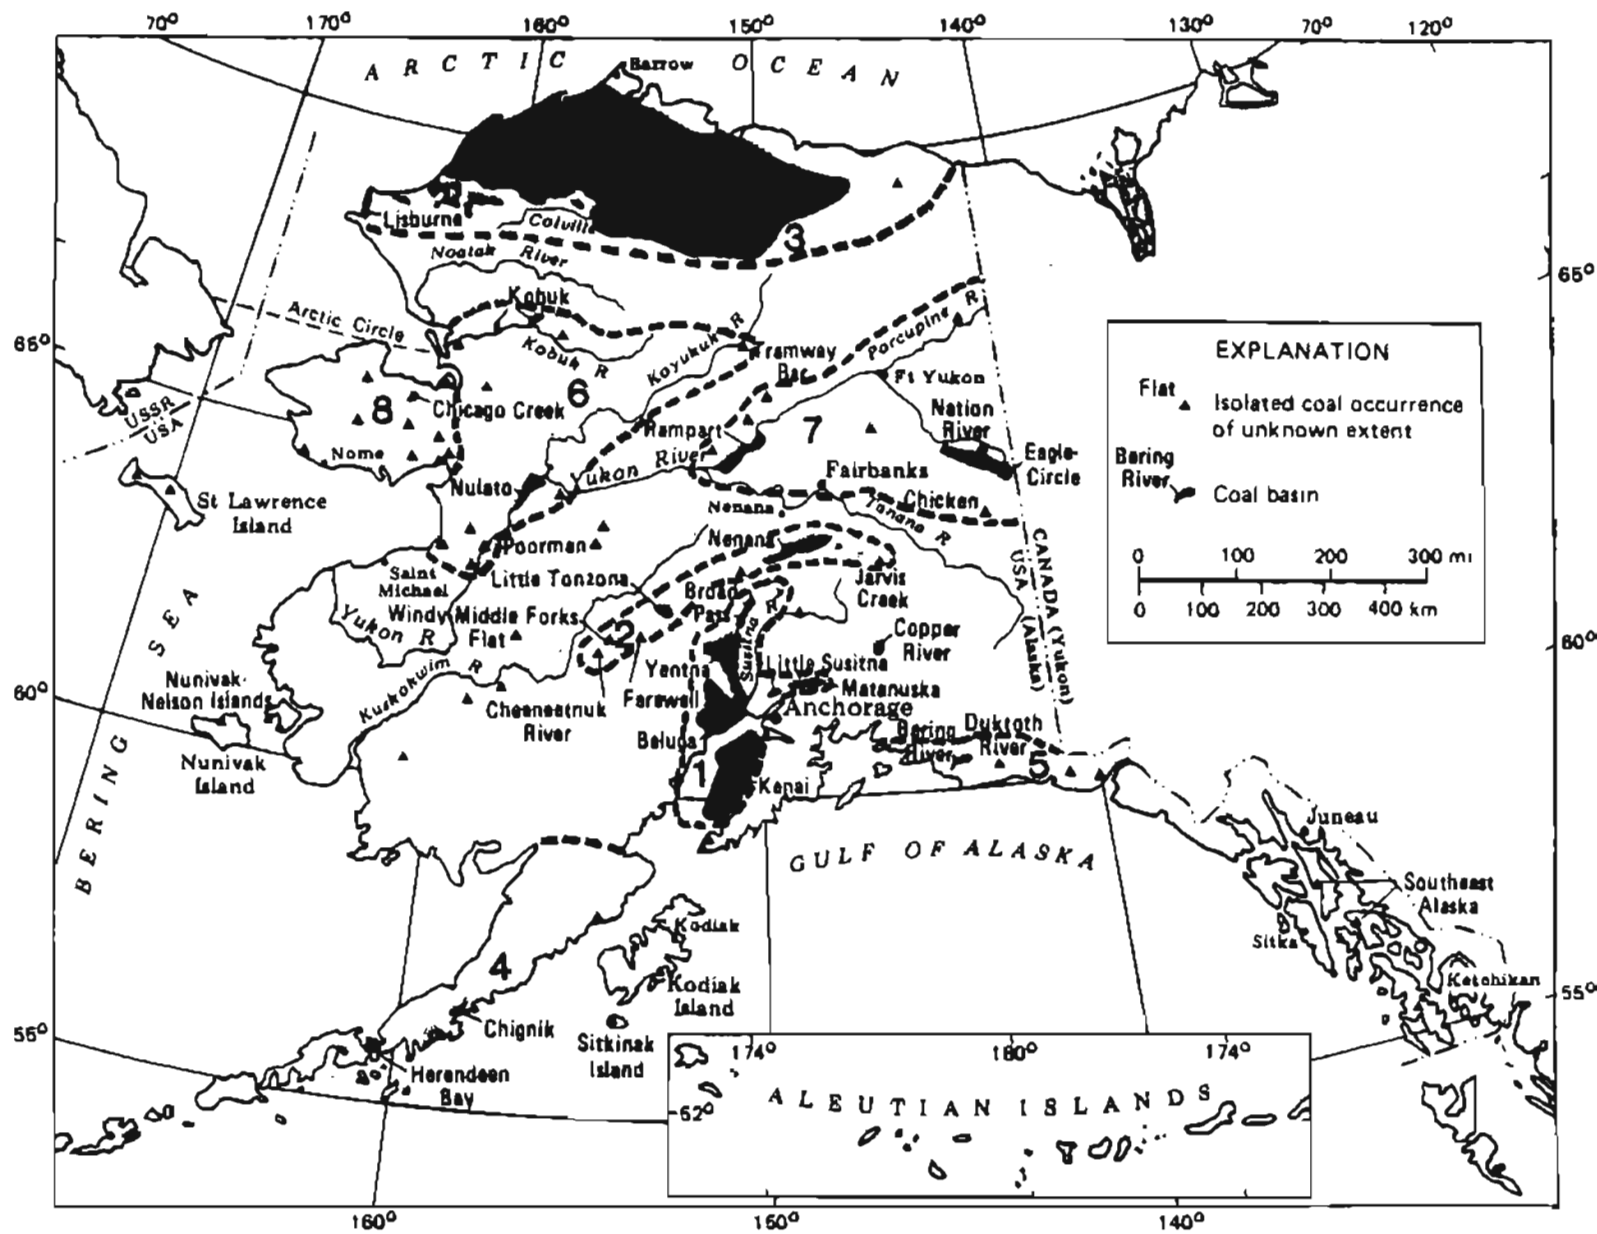 70° 170° 160° 150° 140° 130° 70° 120°
ARCTIC OCEAN
Barrow
Lisburne
Colville
3
Noatak River
Kobuk
65°
Arctic Circle
Kobuk R
Koyukuk R
Porcupine R
65°
Tramway
Bar
Ft Yukon
6
7
8
Chicago Creek
USSR
USA
Nome
Rampart
Yukon River
Nation
River
Eagle-
Circle
Fairbanks
Chicken
Nulato
St Lawrence
Island
Nenana
Tanana R
Nenana
Poorman
Saint
Michael
Little Tonzona
Broad
Pass
Jarvis
Creek
CANADA (Yukon)
USA (Alaska)
Windy Middle Forks
Flat
Yukon R
2
Copper
River
Susitna R
Yentna
Little Susitna
60°
Kuskokwim R
Farewell
Matanuska
Cheeneetnuk
River
Anchorage
Beluga
Nunivak-
Nelson Islands
60°
Nunivak
Island
Bering
River
Duktoth
River
5
1
Kenai
BERING SEA
GULF OF ALASKA
Juneau
Southeast
Alaska
Sitka
Ketchikan
Kodiak
4
Kodiak
Island
55°
Chignik
Sitkinak
Island
55°
Herendeen
Bay
174° 180° 174°
52°
ALEUTIAN ISLANDS
160° 150° 140°
EXPLANATION
Flat
Isolated coal occurrence
of unknown extent
Bering
River
Coal basin
0 100 200 300 mi
0 100 200 300 400 km